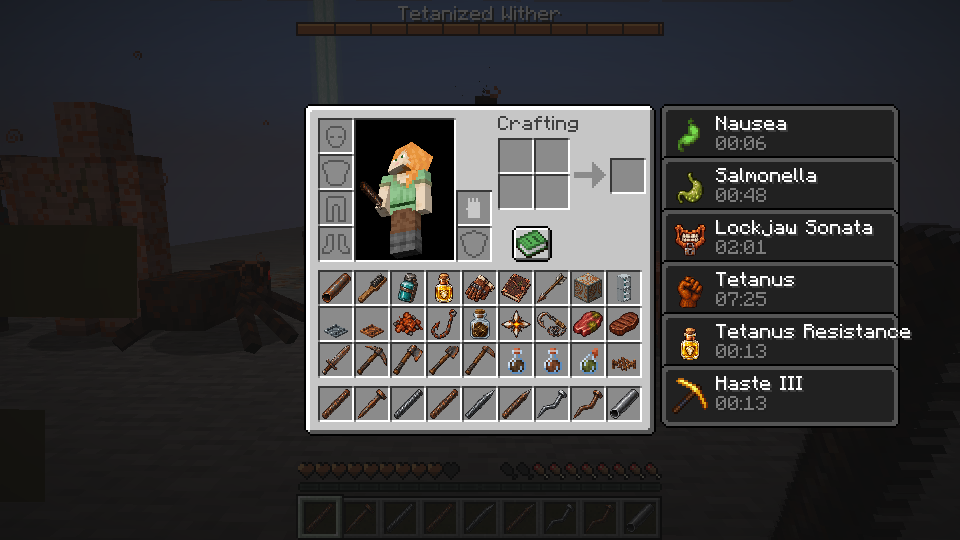 Tetanized Wither
Crafting
Nausea
00:06
Salmonella
00:48
Lockjaw Sonata
02:01
Tetanus
07:25
Tetanus Resistance
00:13
Haste III
00:13